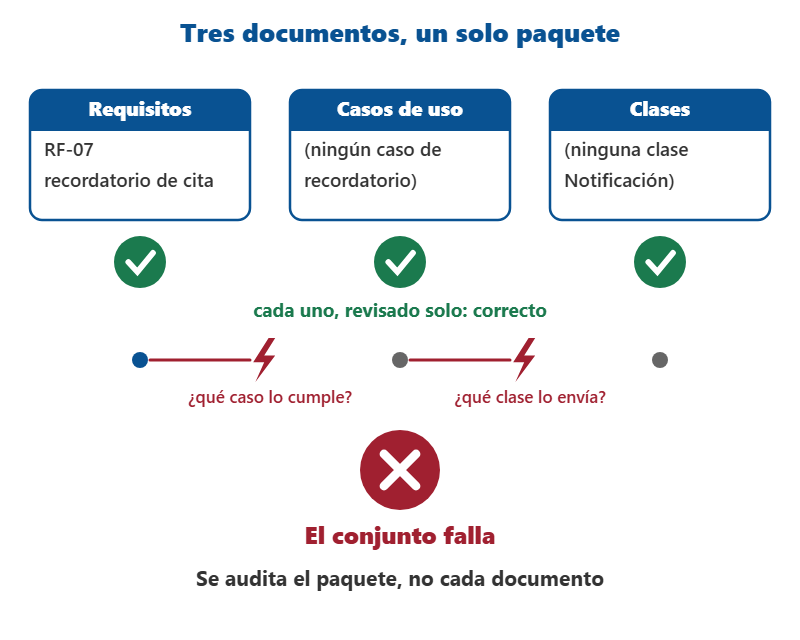 Tres documentos, un solo paquete
Requisitos
RF-07
recordatorio de cita
Casos de uso
(ningún caso de
recordatorio)
Clases
(ninguna clase
Notificación)
cada uno, revisado solo: correcto
¿qué caso lo cumple?
¿qué clase lo envía?
El conjunto falla
Se audita el paquete, no cada documento